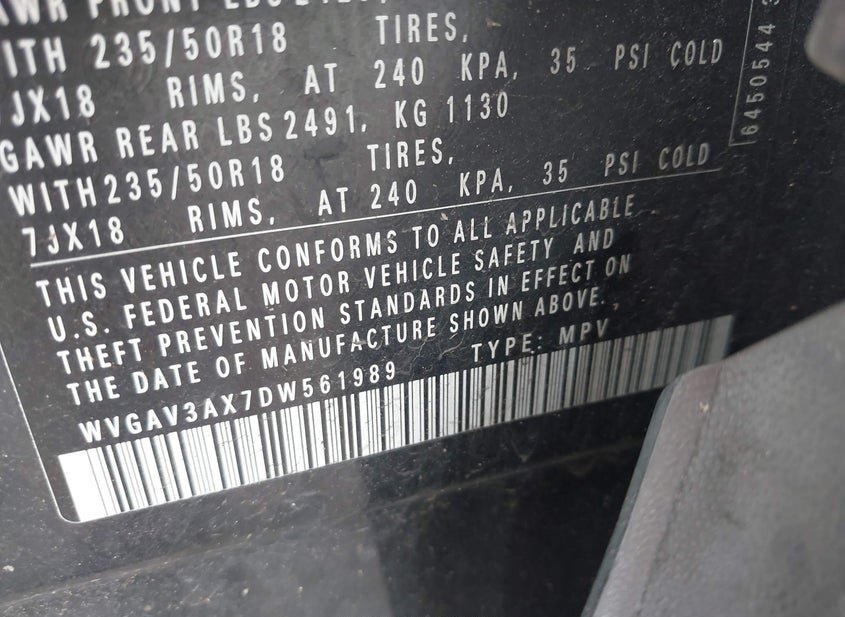 GAWR FRONT LBS
WITH 235/50R18 TIRES,
7JX18 RIMS, AT 240 KPA, 35 PSI COLD
GAWR REAR LBS 2491, KG 1130
WITH 235/50R18 TIRES,
7JX18 RIMS, AT 240 KPA, 35 PSI COLD
THIS VEHICLE CONFORMS TO ALL APPLICABLE
U.S. FEDERAL MOTOR VEHICLE SAFETY AND
THEFT PREVENTION STANDARDS IN EFFECT ON
THE DATE OF MANUFACTURE SHOWN ABOVE.
WVGAV3AX7DW561989 TYPE: MPV
6450544